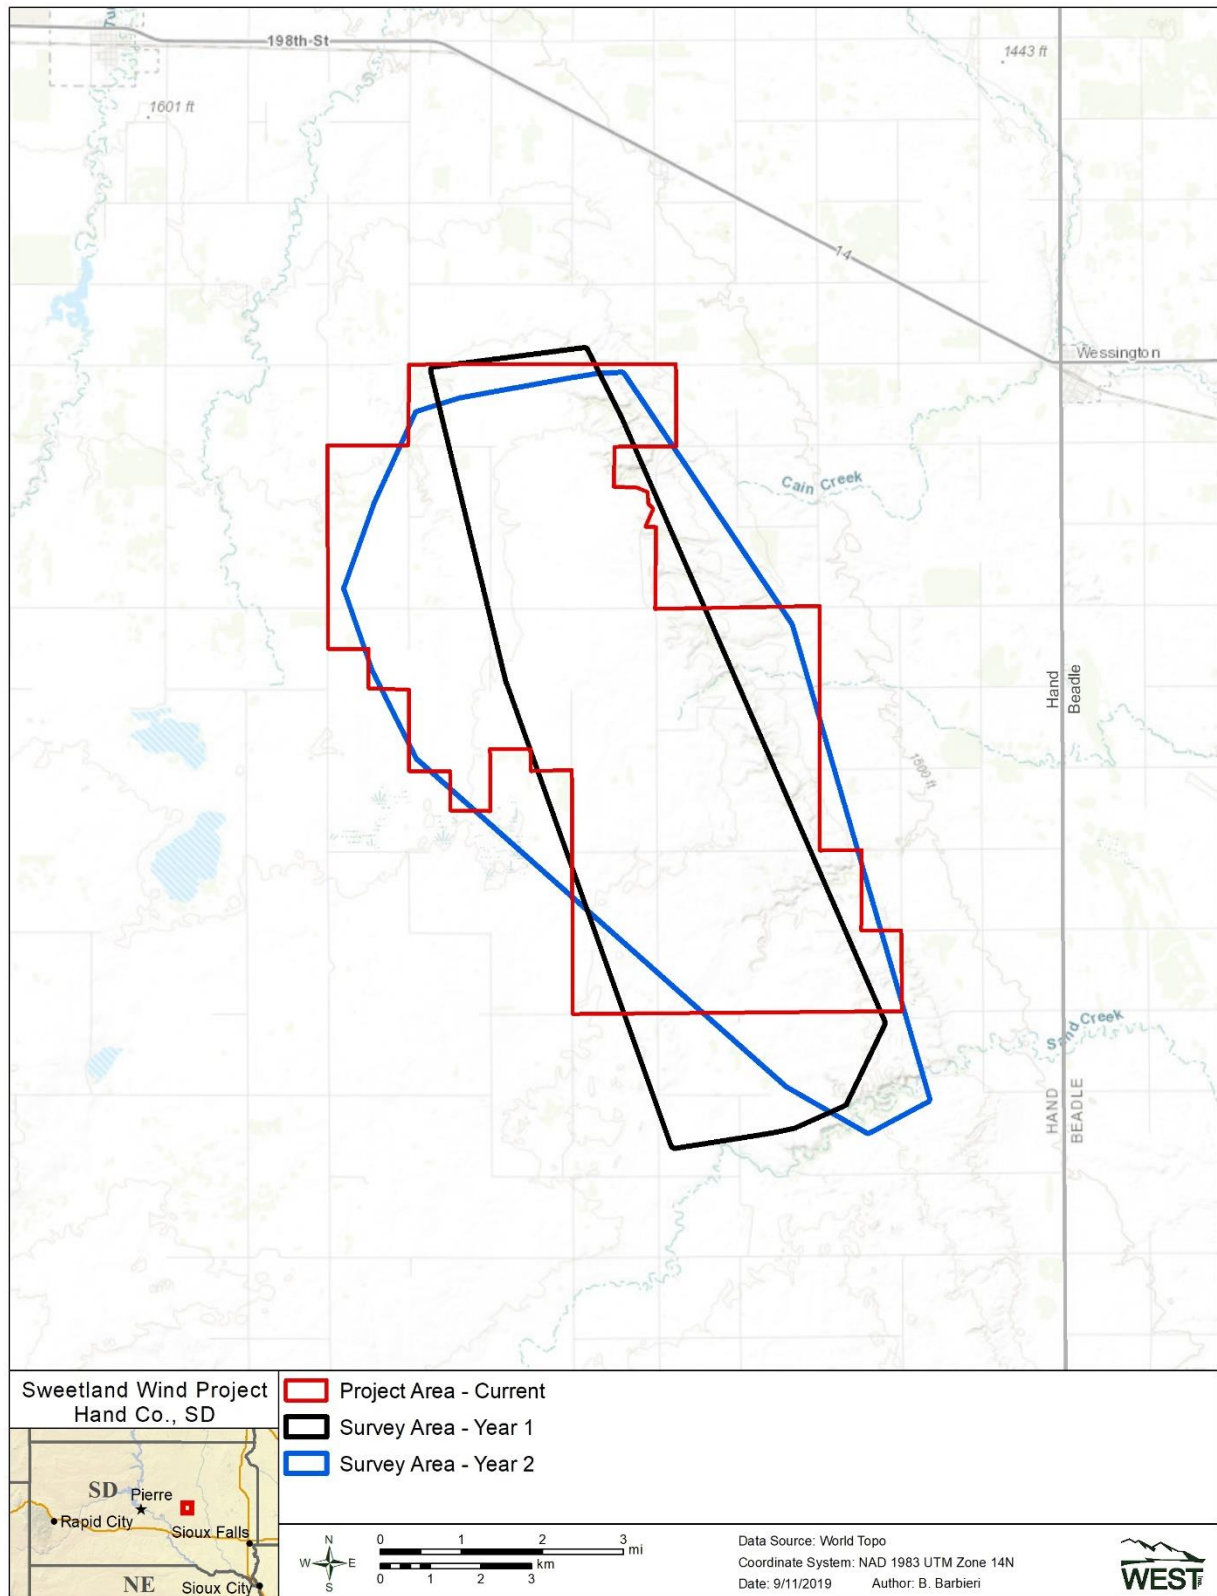 Tu
198th-St
1443 ft
1601 ft
14
Wessington
Cain Creek
Hand
Beadle
1500 ft
Sand Creek
HAND
BEADLE
Sweetland Wind Project
Hand Co., SD
SD
Pierre
Rapid City
Sioux Falls
NE
Sioux City
Project Area - Current
Survey Area - Year 1
Survey Area - Year 2
N
W
E
S
0 1 2 3
mi
km
0 1 2 3
Data Source: World Topo
Coordinate System: NAD 1983 UTM Zone 14N
Date: 9/11/2019 Author: B. Barbieri
WEST
Inc.